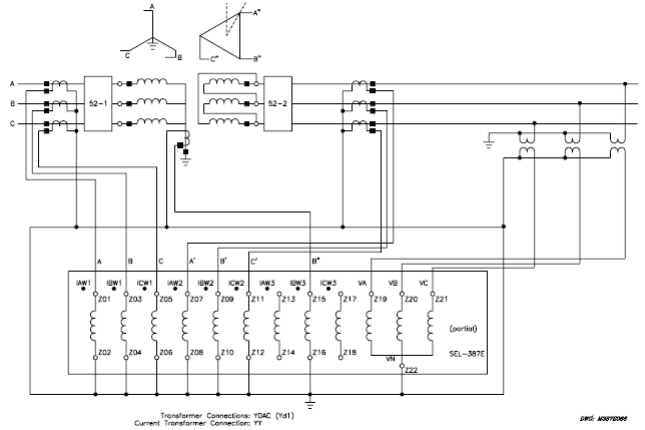 A
A"
C
B
C"
B"
A
B
C
52-1
52-2
A B C A' B' C' B"
IAW1 IBW1 ICW1 IAW2 IBW2 ICW2 IAW3 IBW3 ICW3 VA VB VC
Z01 Z03 Z05 Z07 Z09 Z11 Z13 Z15 Z17 Z19 Z20 Z21
(partial)
SEL-387E
Z02 Z04 Z06 Z08 Z10 Z12 Z14 Z16 Z18 VN
Z22
Transformer Connections: YDAC (Yd1)
Current Transformer Connection: YY